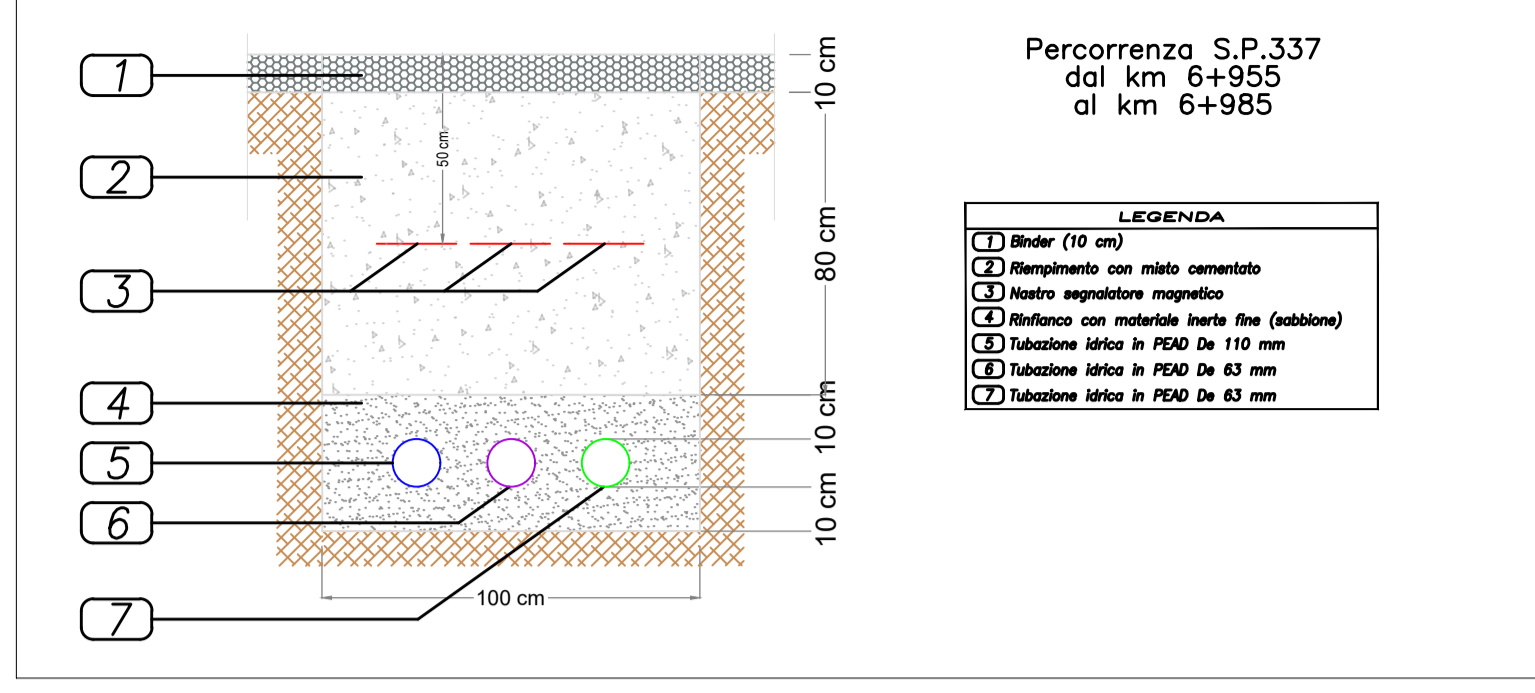 1
2
3
4
5
6
7
10 cm
50 cm
80 cm
10 cm
10 cm
100 cm
Percorrenza S.P.337
dal km 6+955
al km 6+985
LEGENDA
1 Binder (10 cm)
2 Riempimento con misto cementato
3 Nastro segnalatore magnetico
4 Rinfianco con materiale inerte fine (sabbione)
5 Tubazione idrica in PEAD De 110 mm
6 Tubazione idrica in PEAD De 63 mm
7 Tubazione idrica in PEAD De 63 mm